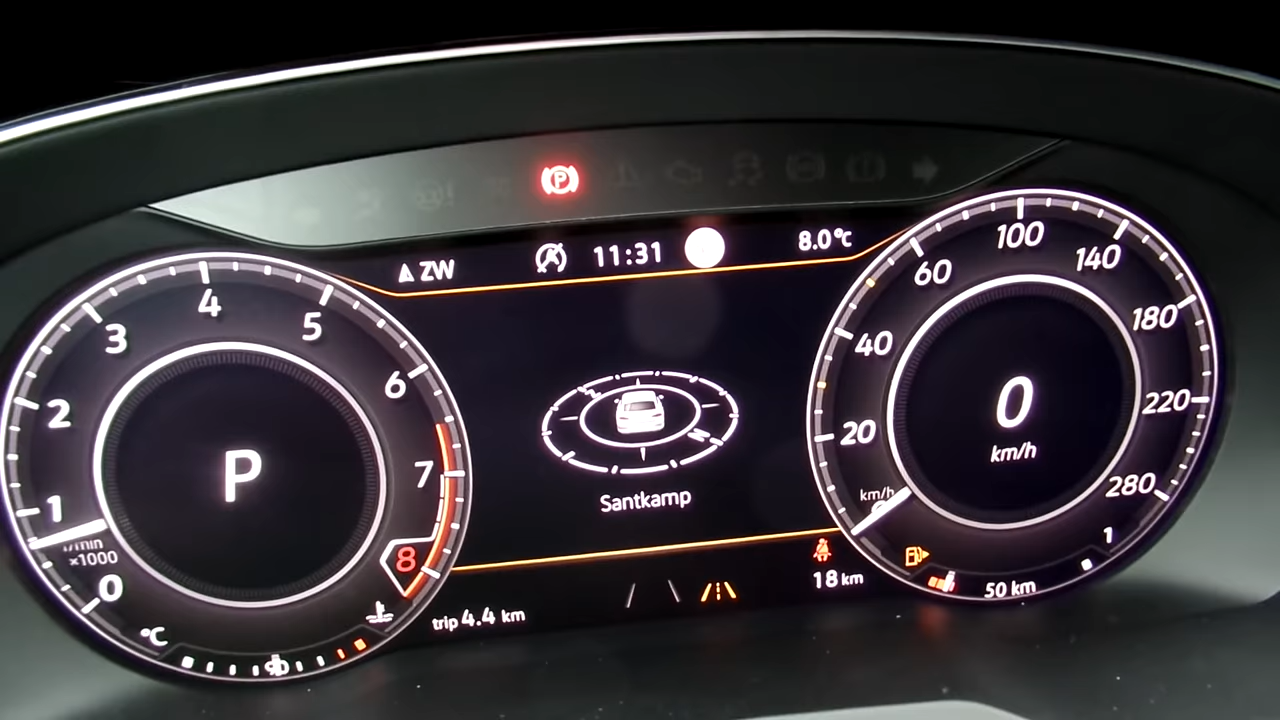 P
ZW 11:31 8.0°C
4
3 5
2 6
1 7
1/min
x1000
0 8
°C 90
P
100
60 140
40 180
20 220
km/h 280
0
0
km/h
Santkamp
trip 4.4 km
18 km
50 km
1